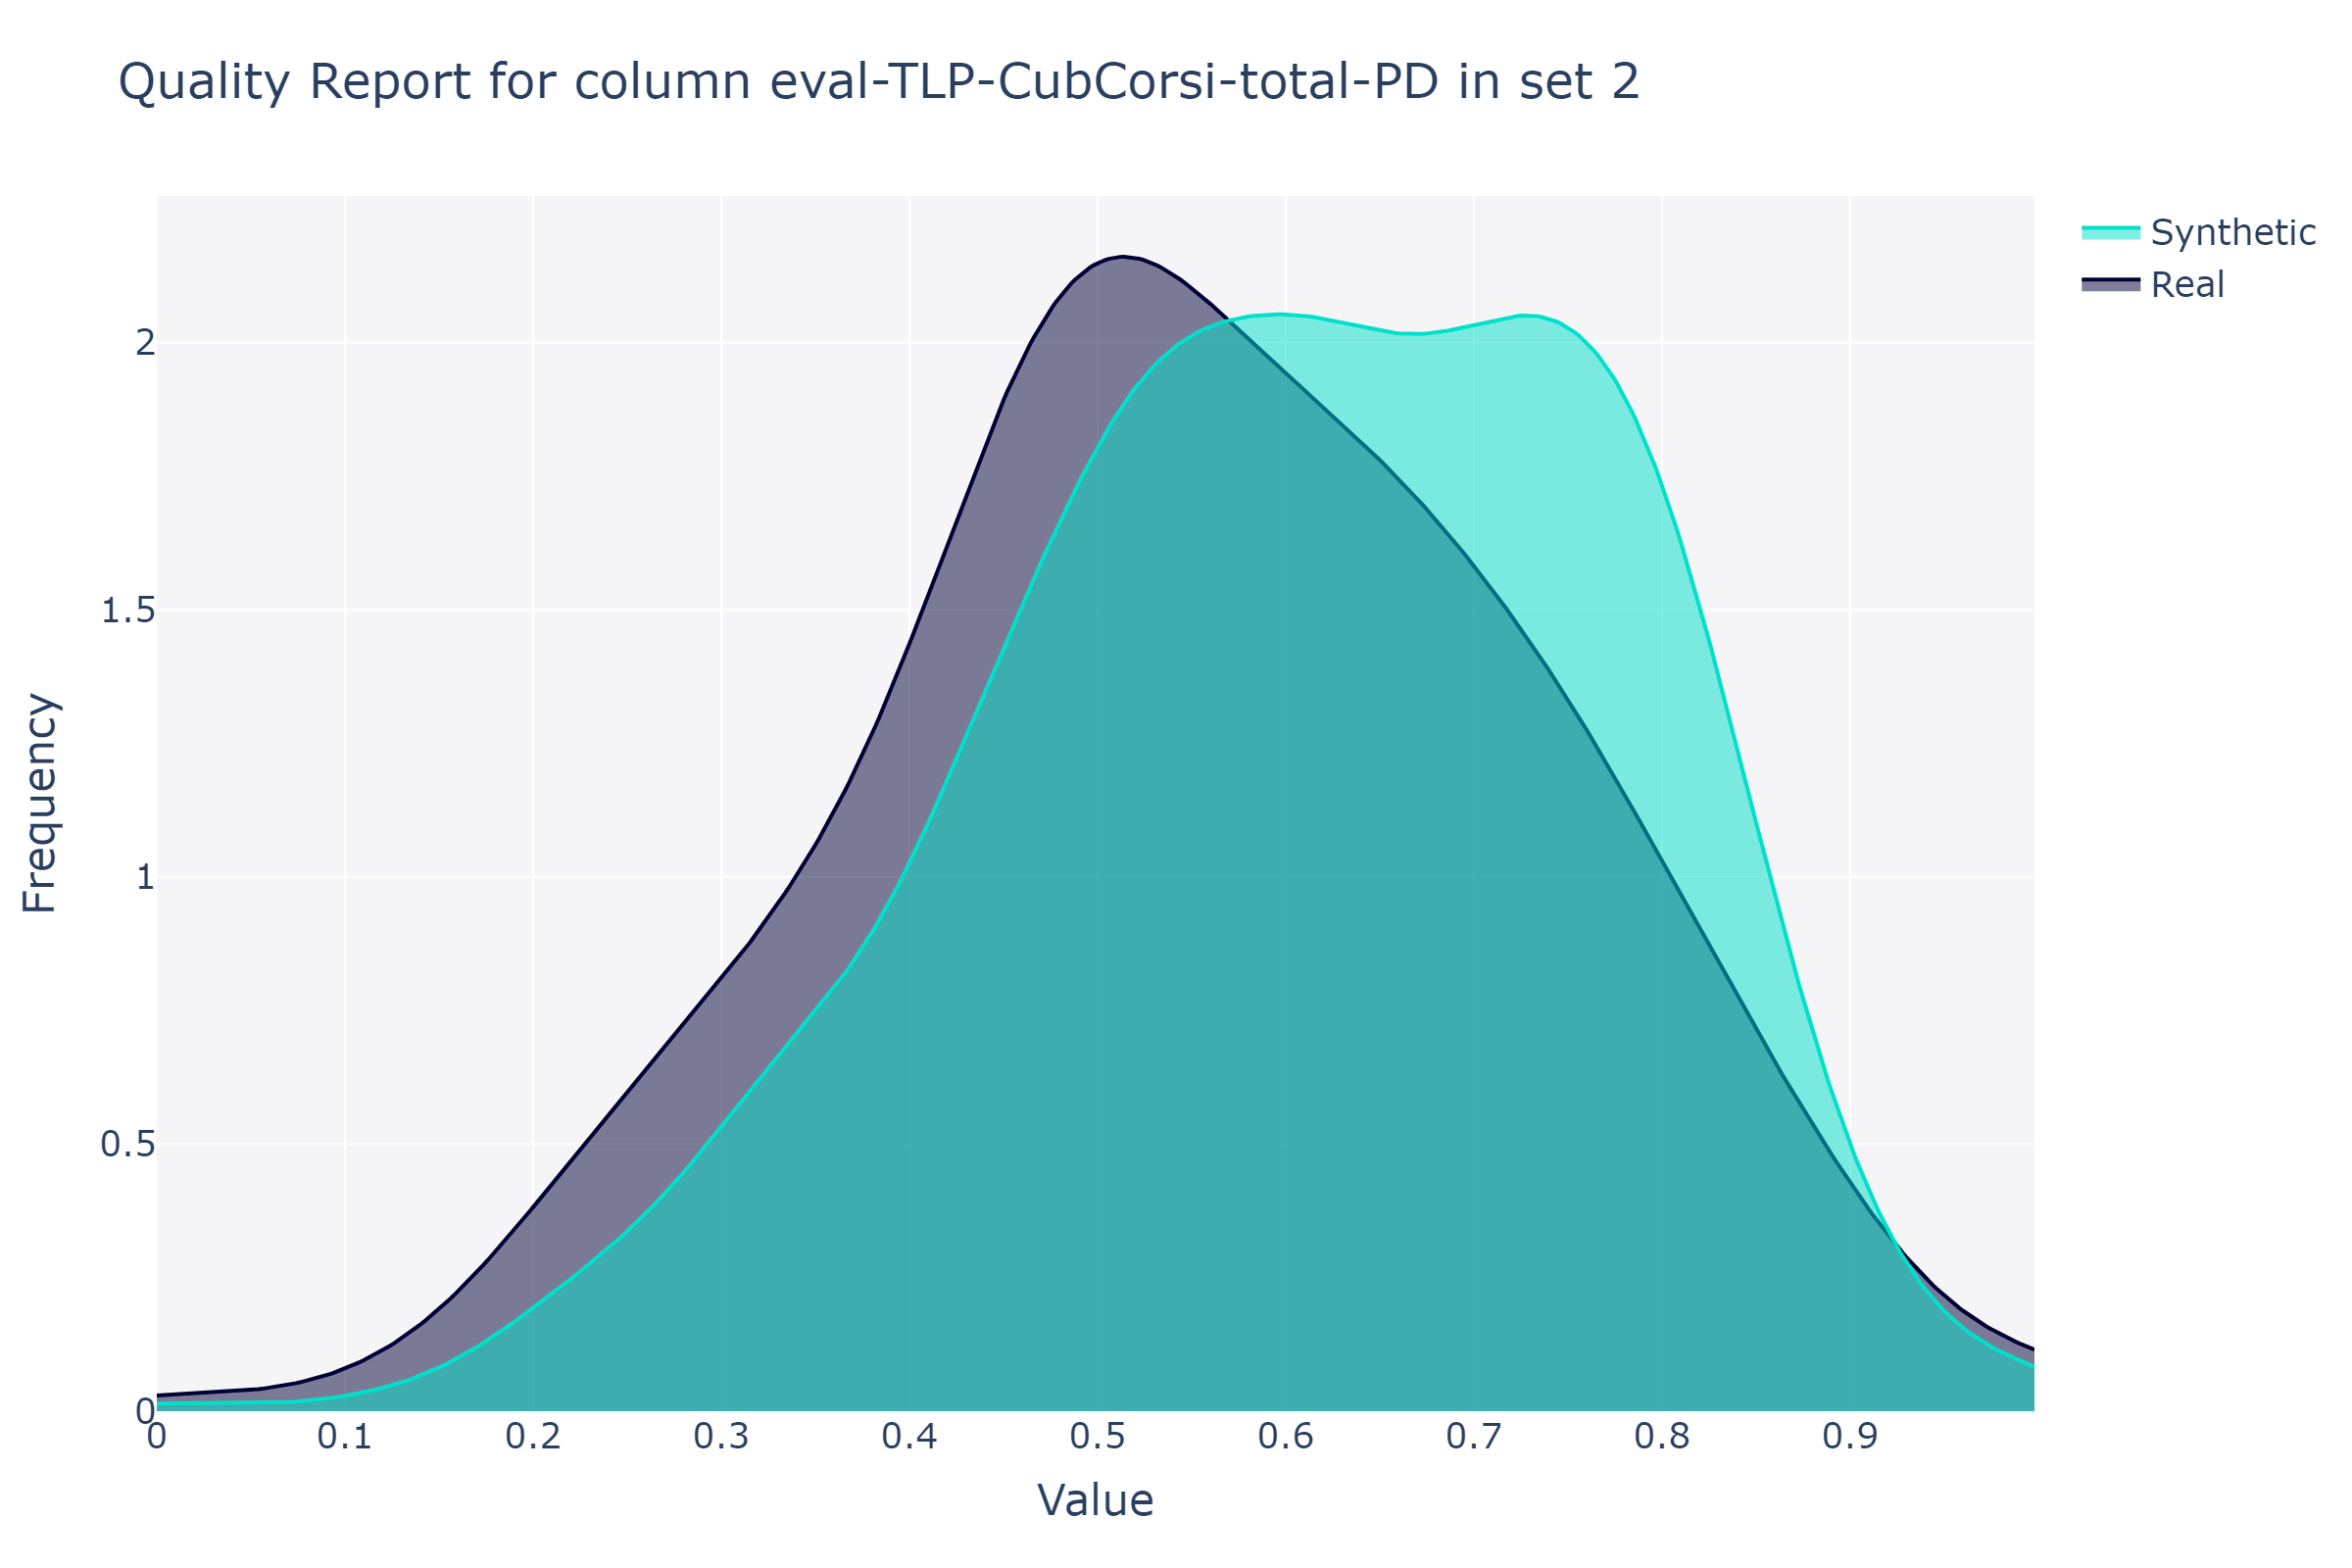 Quality Report for column eval-TLP-CubCorsi-total-PD in set 2
Synthetic
Real
Frequency
2
1.5
1
0.5
0
0 0.1 0.2 0.3 0.4 0.5 0.6 0.7 0.8 0.9
Value